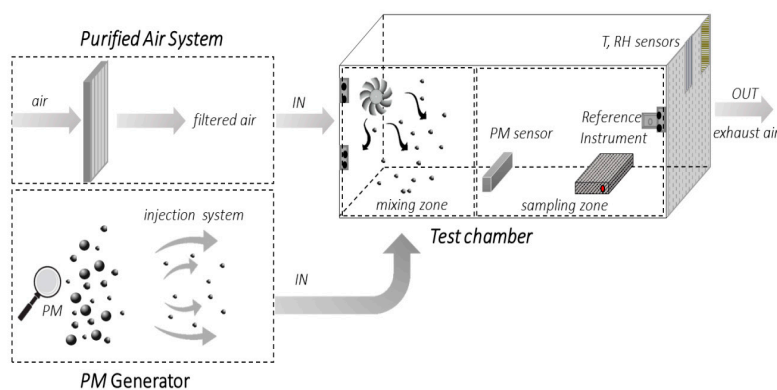 Purified Air System
air
filtered air
IN
T, RH sensors
OUT
exhaust air
Reference
Instrument
PM sensor
mixing zone
sampling zone
Test chamber
injection system
PM
IN
PM Generator